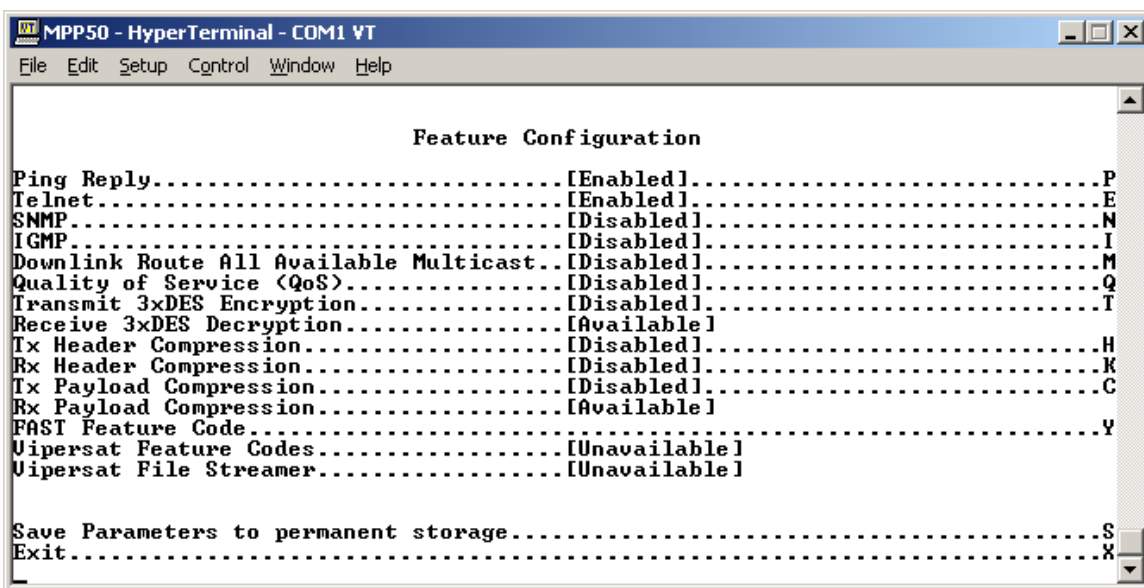 MPP50 - HyperTerminal - COM1 VT
File Edit Setup Control Window Help
Feature Configuration
Ping Reply...............................[Enabled]...............................P
Telnet...................................[Enabled]...............................E
SNMP.....................................[Disabled]..............................N
IGMP.....................................[Disabled]..............................I
Downlink Route All Available Multicast..[Disabled]..............................M
Quality of Service (QoS).................[Disabled]..............................Q
Transmit 3xDES Encryption................[Disabled]..............................T
Receive 3xDES Decryption.................[Available]
Tx Header Compression....................[Disabled]..............................H
Rx Header Compression....................[Disabled]..............................K
Tx Payload Compression...................[Disabled]..............................C
Rx Payload Compression...................[Available]
FAST Feature Code................................................................Y
Vipersat Feature Codes...................[Unavailable]
Vipersat File Streamer...................[Unavailable]
Save Parameters to permanent storage.............................................S
Exit.............................................................................X